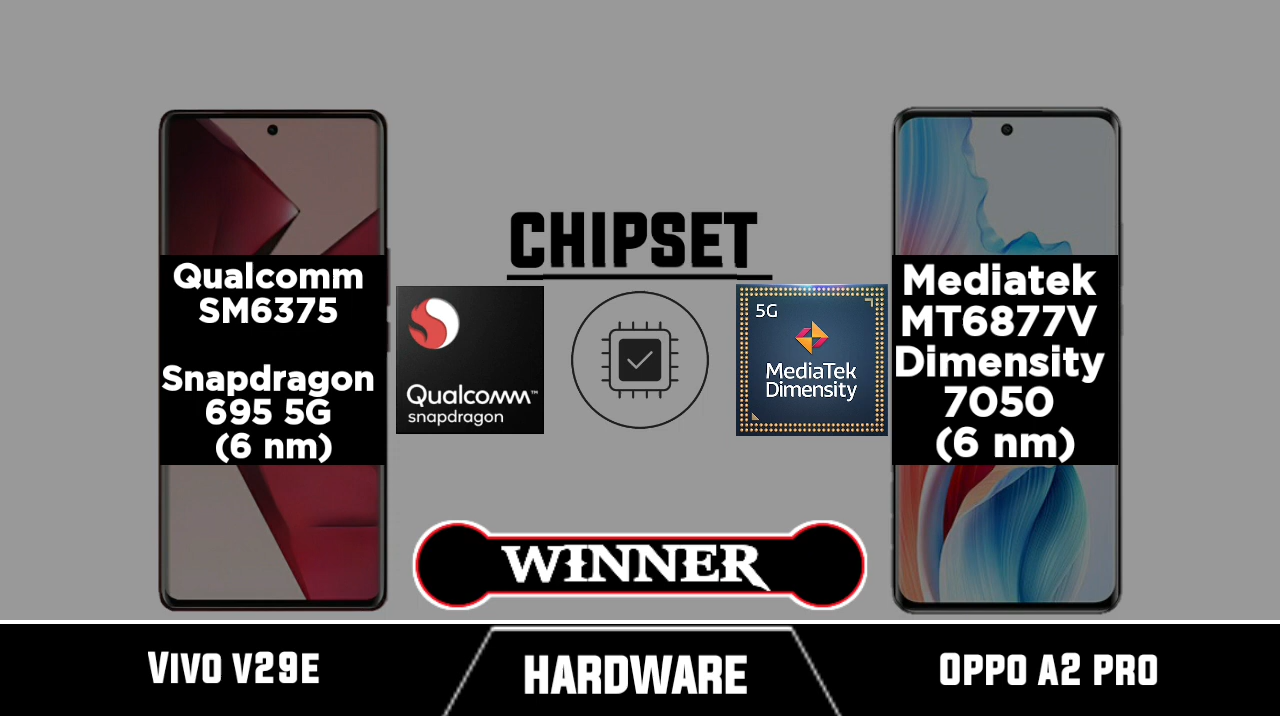 CHIPSET
Qualcomm
SM6375
Snapdragon
695 5G
(6 nm)
Qualcomm™
snapdragon
5G
MediaTek
Dimensity
Mediatek
MT6877V
Dimensity
7050
(6 nm)
WINNER
VIVO V29E
HARDWARE
OPPO A2 PRO